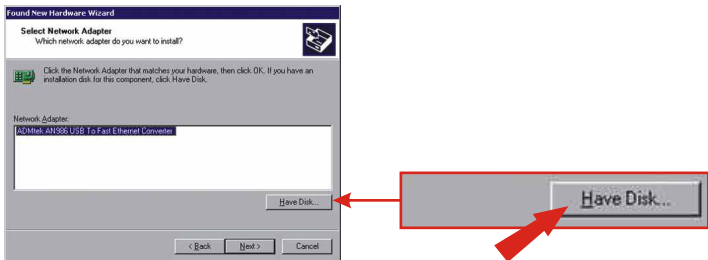 Found New Hardware Wizard
Select Network Adapter
Which network adapter do you want to install?
Click the Network Adapter that matches your hardware, then click OK. If you have an
installation disk for this component, click Have Disk.
Network Adapter:
ADMtek AN986 USB To Fast Ethernet Converter
Have Disk...
Have Disk...
< Back
Next >
Cancel